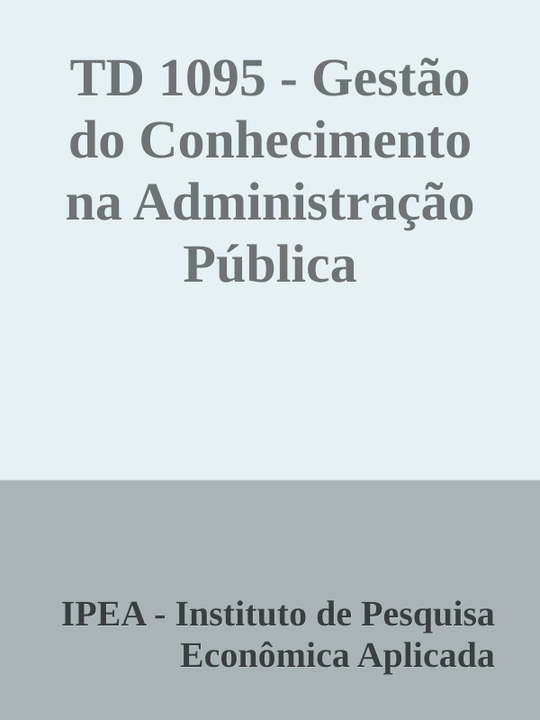 TD 1095 - Gestão
do Conhecimento
na Administração
Pública
IPEA - Instituto de Pesquisa
Econômica Aplicada